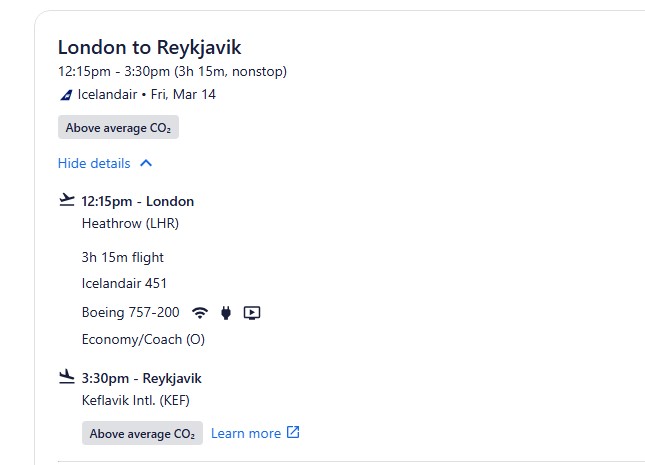 London to Reykjavik
12:15pm - 3:30pm (3h 15m, nonstop)
Icelandair • Fri, Mar 14
Above average CO₂
Hide details
12:15pm - London
Heathrow (LHR)
3h 15m flight
Icelandair 451
Boeing 757-200
Economy/Coach (O)
3:30pm - Reykjavik
Keflavik Intl. (KEF)
Above average CO₂ Learn more